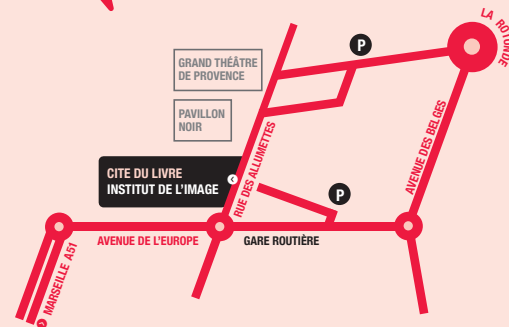 LA ROTONDE
P
GRAND THÉÂTRE
DE PROVENCE
PAVILLON
NOIR
RUE DES ALLUMETTES
AVENUE DES BELGES
CITE DU LIVRE
INSTITUT DE L'IMAGE
P
AVENUE DE L'EUROPE
GARE ROUTIÈRE
MARSEILLE A51